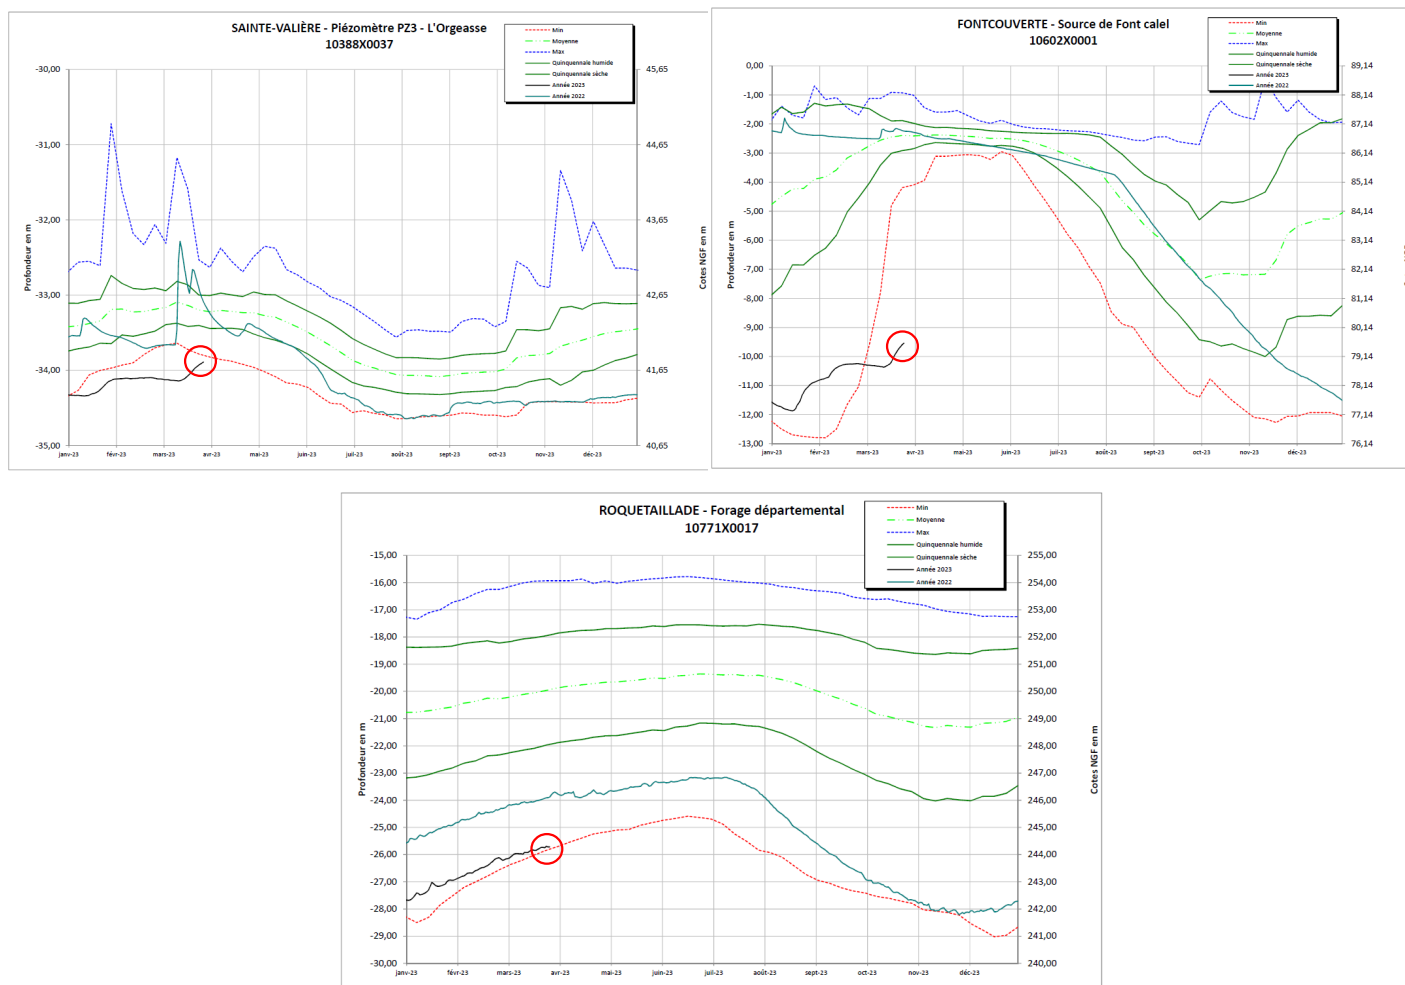 SAINTE-VALIÈRE - Piézomètre PZ3 - L'Orgeasse
10388X0037
Min
Moyenne
Max
Quinquennale humide
Quinquennale sèche
Année 2023
Année 2022
Profondeur en m
-30,00
-31,00
-32,00
-33,00
-34,00
-35,00
45,65
44,65
43,65
42,65
41,65
40,65
Cotes NGF en m
janv-23 févr-23 mars-23 avr-23 mai-23 juin-23 juil-23 août-23 sept-23 oct-23 nov-23 déc-23
FONTCOUVERTE - Source de Font calel
10602X0001
Min
Moyenne
Max
Quinquennale humide
Quinquennale sèche
Année 2023
Année 2022
Profondeur en m
0,00
-1,00
-2,00
-3,00
-4,00
-5,00
-6,00
-7,00
-8,00
-9,00
-10,00
-11,00
-12,00
-13,00
89,14
88,14
87,14
86,14
85,14
84,14
83,14
82,14
81,14
80,14
79,14
78,14
77,14
76,14
janv-23 févr-23 mars-23 avr-23 mai-23 juin-23 juil-23 août-23 sept-23 oct-23 nov-23 déc-23
ROQUETAILLADE - Forage départemental
10771X0017
Min
Moyenne
Max
Quinquennale humide
Quinquennale sèche
Année 2023
Année 2022
Profondeur en m
-15,00
-16,00
-17,00
-18,00
-19,00
-20,00
-21,00
-22,00
-23,00
-24,00
-25,00
-26,00
-27,00
-28,00
-29,00
-30,00
255,00
254,00
253,00
252,00
251,00
250,00
249,00
248,00
247,00
246,00
245,00
244,00
243,00
242,00
241,00
240,00
Cotes NGF en m
janv-23 févr-23 mars-23 avr-23 mai-23 juin-23 juil-23 août-23 sept-23 oct-23 nov-23 déc-23